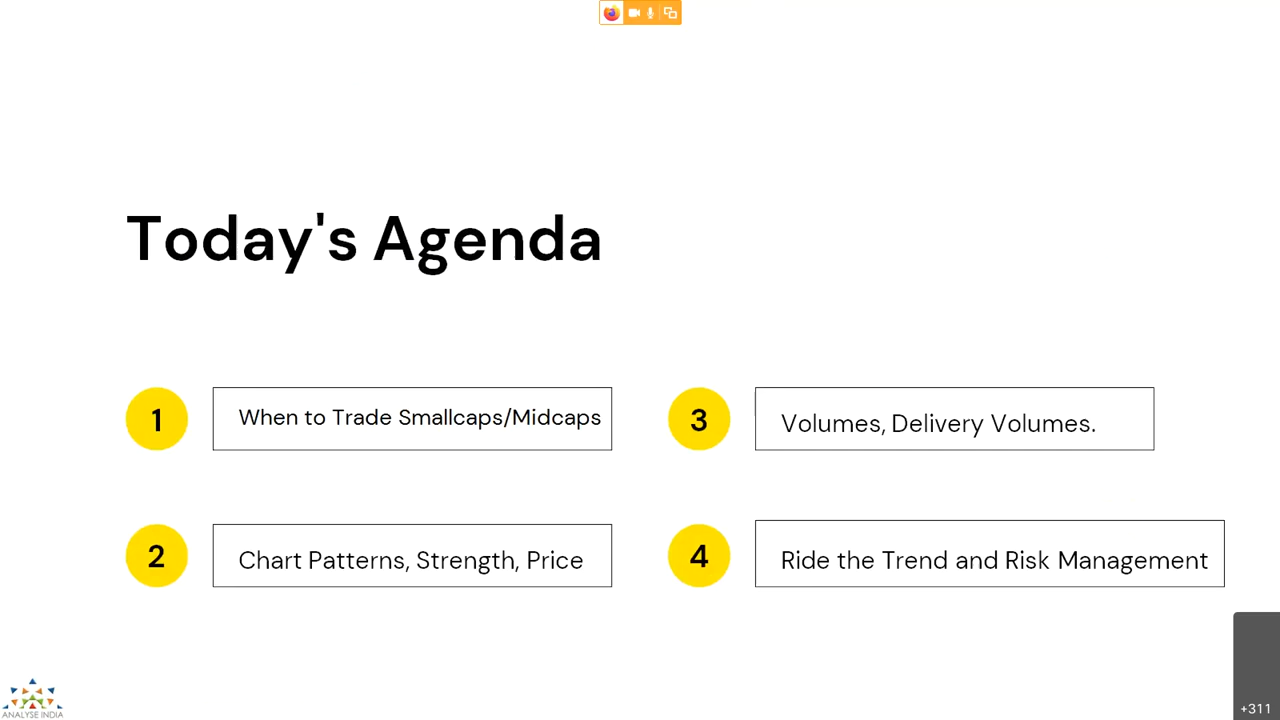 Today's Agenda
1
When to Trade Smallcaps/Midcaps
2
Chart Patterns, Strength, Price
3
Volumes, Delivery Volumes.
4
Ride the Trend and Risk Management
ANALYSE INDIA
+311